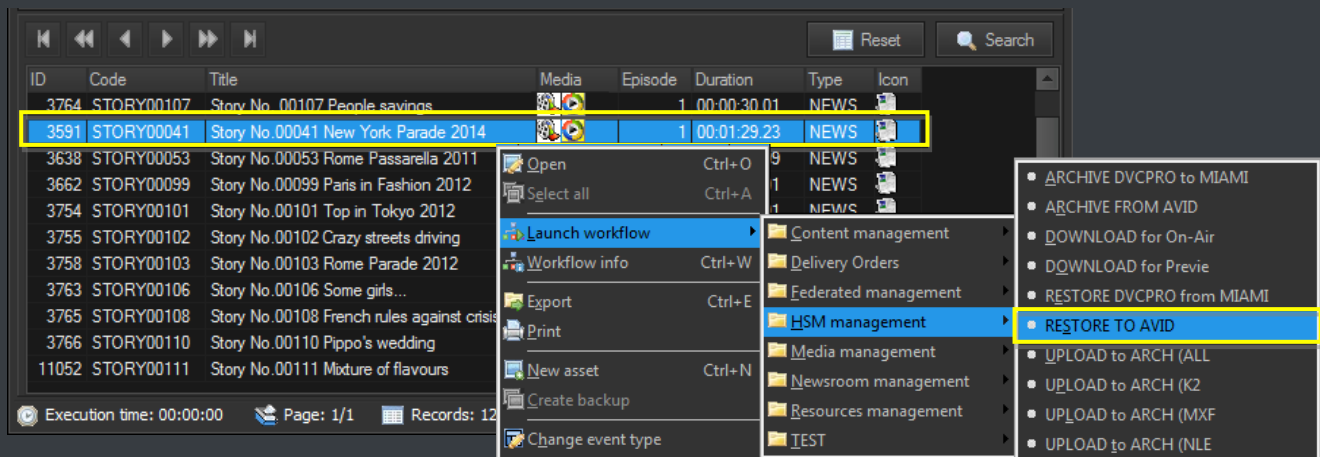 Reset Search
ID Code Title Media Episode Duration Type Icon
3764 STORY00107 Story No. 00107 People savings 1 00:00:30.01 NEWS
3591 STORY00041 Story No.00041 New York Parade 2014 1 00:01:29.23 NEWS
3638 STORY00053 Story No.00053 Rome Passarella 2011 9 NEWS
3662 STORY00099 Story No.00099 Paris in Fashion 2012 1 NEWS
3754 STORY00101 Story No.00101 Top in Tokyo 2012 1 NEWS
3755 STORY00102 Story No.00102 Crazy streets driving
3758 STORY00103 Story No.00103 Rome Parade 2012
3763 STORY00106 Story No.00106 Some girls...
3765 STORY00108 Story No.00108 French rules against crisis
3766 STORY00110 Story No.00110 Pippo's wedding
11052 STORY00111 Story No.00111 Mixture of flavours
Execution time: 00:00:00 Page: 1/1 Records: 12
Open Ctrl+O
Select all Ctrl+A
Launch workflow
Workflow info Ctrl+W
Export Ctrl+E
Print
New asset Ctrl+N
Create backup
Change event type
Content management
Delivery Orders
Federated management
HSM management
Media management
Newsroom management
Resources management
TEST
ARCHIVE DVCPRO to MIAMI
ARCHIVE FROM AVID
DOWNLOAD for On-Air
DOWNLOAD for Previe
RESTORE DVCPRO from MIAMI
RESTORE TO AVID
UPLOAD to ARCH (ALL
UPLOAD to ARCH (K2
UPLOAD to ARCH (MXF
UPLOAD to ARCH (NLE